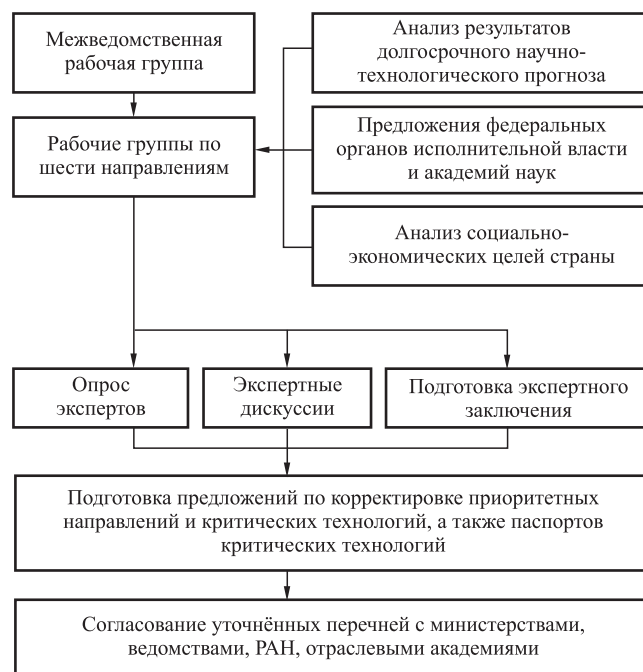 Межведомственная
рабочая группа
Анализ результатов
долгосрочного научно-
технологического прогноза
Рабочие группы по
шести направлениям
Предложения федеральных
органов исполнительной власти
и академий наук
Анализ социально-
экономических целей страны
Опрос
экспертов
Экспертные
дискуссии
Подготовка экспертного
заключения
Подготовка предложений по корректировке приоритетных
направлений и критических технологий, а также паспортов
критических технологий
Согласование уточнённых перечней с министерствами,
ведомствами, РАН, отраслевыми академиями